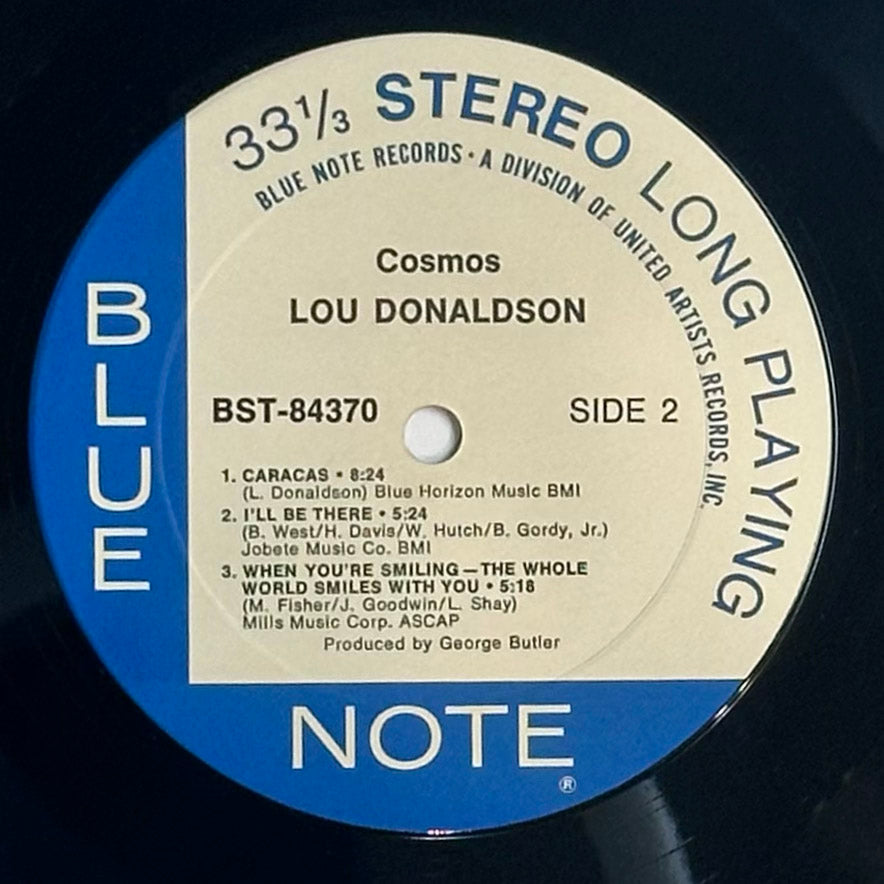 33⅓ STEREO LONG PLAYING
BLUE NOTE RECORDS · A DIVISION OF UNITED ARTISTS RECORDS, INC.
Cosmos
LOU DONALDSON
BST-84370 SIDE 2
1. CARACAS • 8:24
(L. Donaldson) Blue Horizon Music BMI
2. I'LL BE THERE • 5:24
(B. West/H. Davis/W. Hutch/B. Gordy, Jr.)
Jobete Music Co. BMI
3. WHEN YOU'RE SMILING—THE WHOLE
WORLD SMILES WITH YOU • 5:18
(M. Fisher/J. Goodwin/L. Shay)
Mills Music Corp. ASCAP
Produced by George Butler
BLUE
NOTE
®